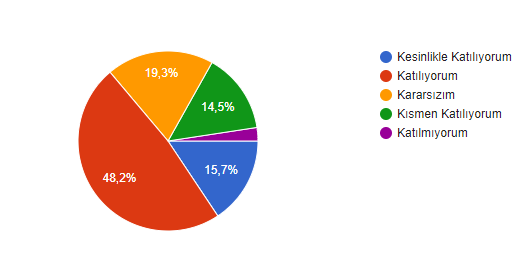 19,3%
14,5%
48,2%
15,7%
Kesinlikle Katılıyorum
Katılıyorum
Kararsızım
Kısmen Katılıyorum
Katılmıyorum